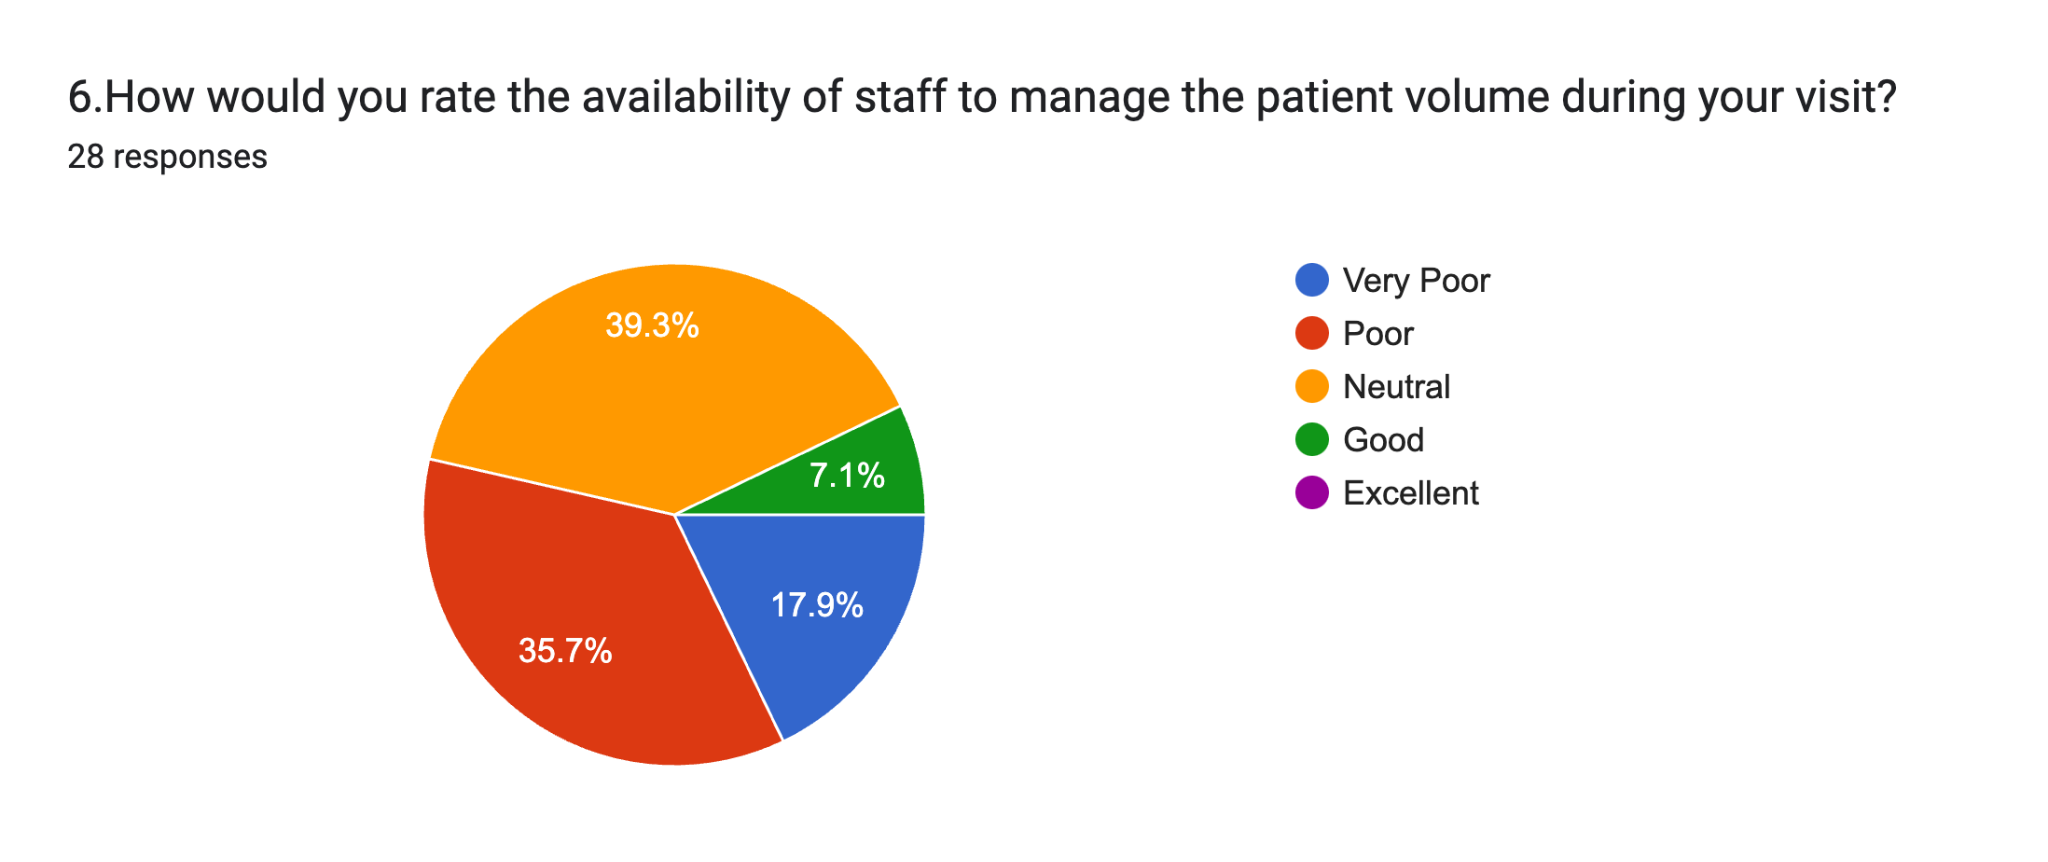 6.How would you rate the availability of staff to manage the patient volume during your visit?
28 responses
39.3%
7.1%
17.9%
35.7%
Very Poor
Poor
Neutral
Good
Excellent